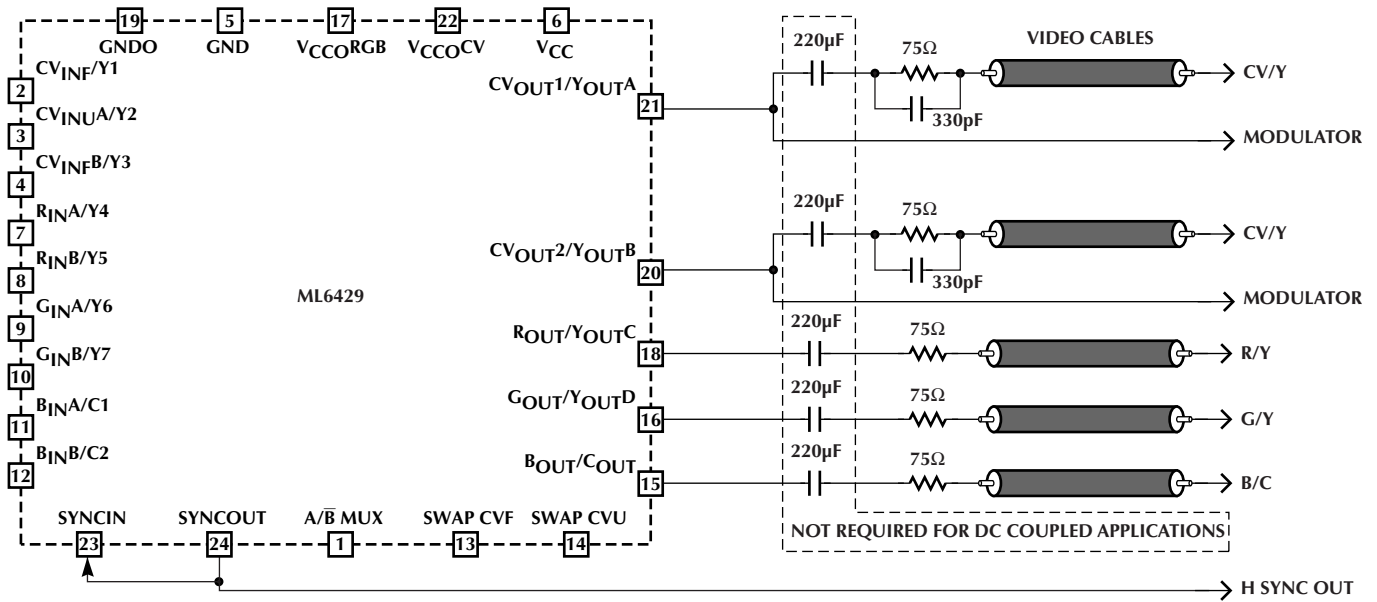 19 5 17 22 6
GNDO GND VCCORGB VCCOCV VCC
CVINF/Y1
2
CVINUA/Y2
3
CVINFB/Y3
4
RINA/Y4
7
RINB/Y5
8
GINA/Y6
9
GINB/Y7
10
BINA/C1
11
BINB/C2
12
ML6429
CVOUT1/YOUTA
21
CVOUT2/YOUTB
20
ROUT/YOUTC
18
GOUT/YOUTD
16
BOUT/COUT
15
SYNCIN SYNCOUT A/B̅ MUX SWAP CVF SWAP CVU
23 24 1 13 14
220µF 75Ω VIDEO CABLES
CV/Y
330pF
MODULATOR
220µF 75Ω
CV/Y
330pF
MODULATOR
220µF 75Ω
R/Y
220µF 75Ω
G/Y
220µF 75Ω
B/C
NOT REQUIRED FOR DC COUPLED APPLICATIONS
H SYNC OUT